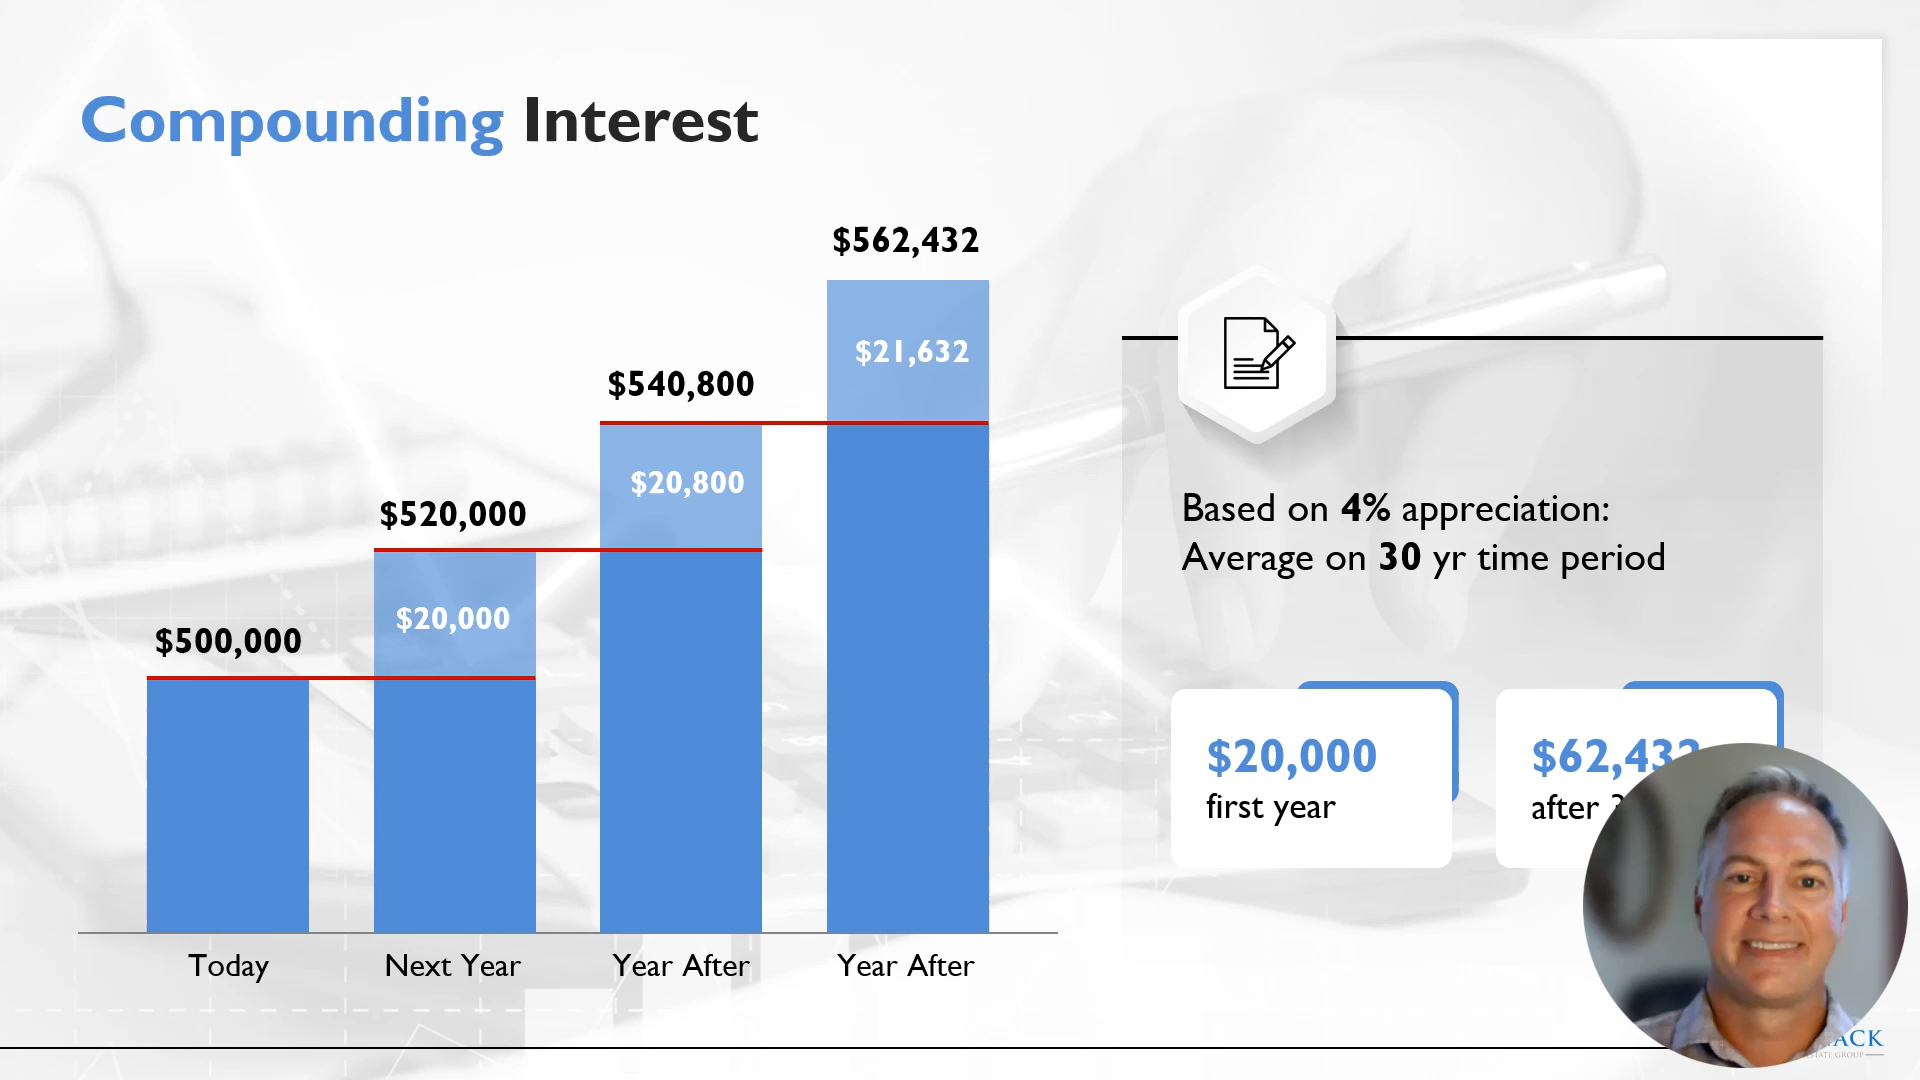 Compounding Interest
$562,432
$21,632
$540,800
$20,800
$520,000
$20,000
$500,000
Today
Next Year
Year After
Year After
Based on 4% appreciation:
Average on 30 yr time period
$20,000
first year
after